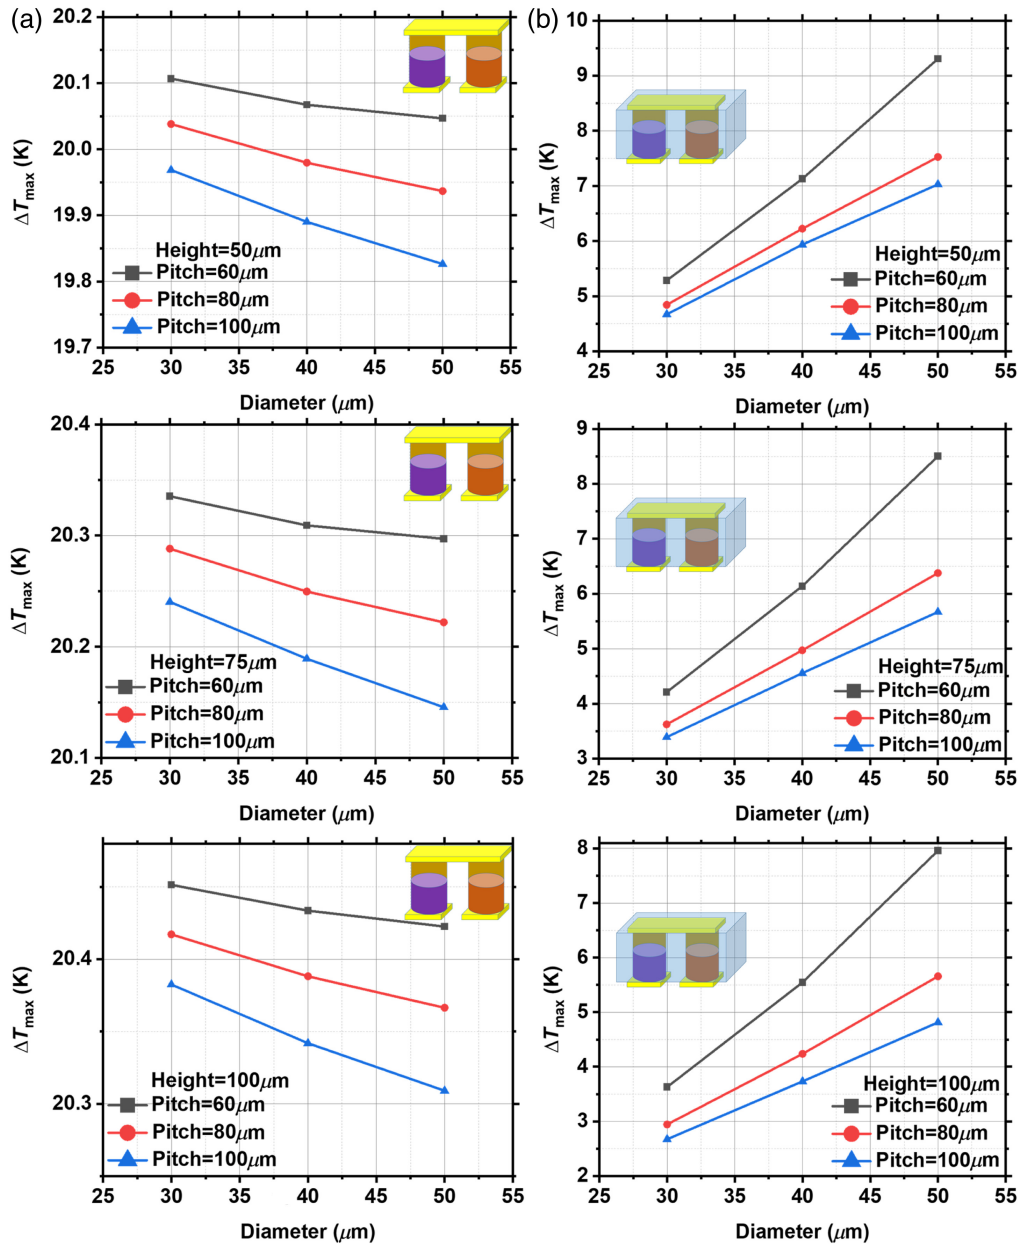 (a)
20.2
20.1
20.0
19.9
19.8
19.7
ΔTmax (K)
Height=50μm
Pitch=60μm
Pitch=80μm
Pitch=100μm
25 30 35 40 45 50 55
Diameter (μm)
(b)
10
9
8
7
6
5
4
ΔTmax (K)
Height=50μm
Pitch=60μm
Pitch=80μm
Pitch=100μm
25 30 35 40 45 50 55
Diameter (μm)
20.4
20.3
20.2
20.1
ΔTmax (K)
Height=75μm
Pitch=60μm
Pitch=80μm
Pitch=100μm
25 30 35 40 45 50 55
Diameter (μm)
9
8
7
6
5
4
3
ΔTmax (K)
Height=75μm
Pitch=60μm
Pitch=80μm
Pitch=100μm
25 30 35 40 45 50 55
Diameter (μm)
20.4
20.3
ΔTmax (K)
Height=100μm
Pitch=60μm
Pitch=80μm
Pitch=100μm
25 30 35 40 45 50 55
Diameter (μm)
8
7
6
5
4
3
2
ΔTmax (K)
Height=100μm
Pitch=60μm
Pitch=80μm
Pitch=100μm
25 30 35 40 45 50 55
Diameter (μm)